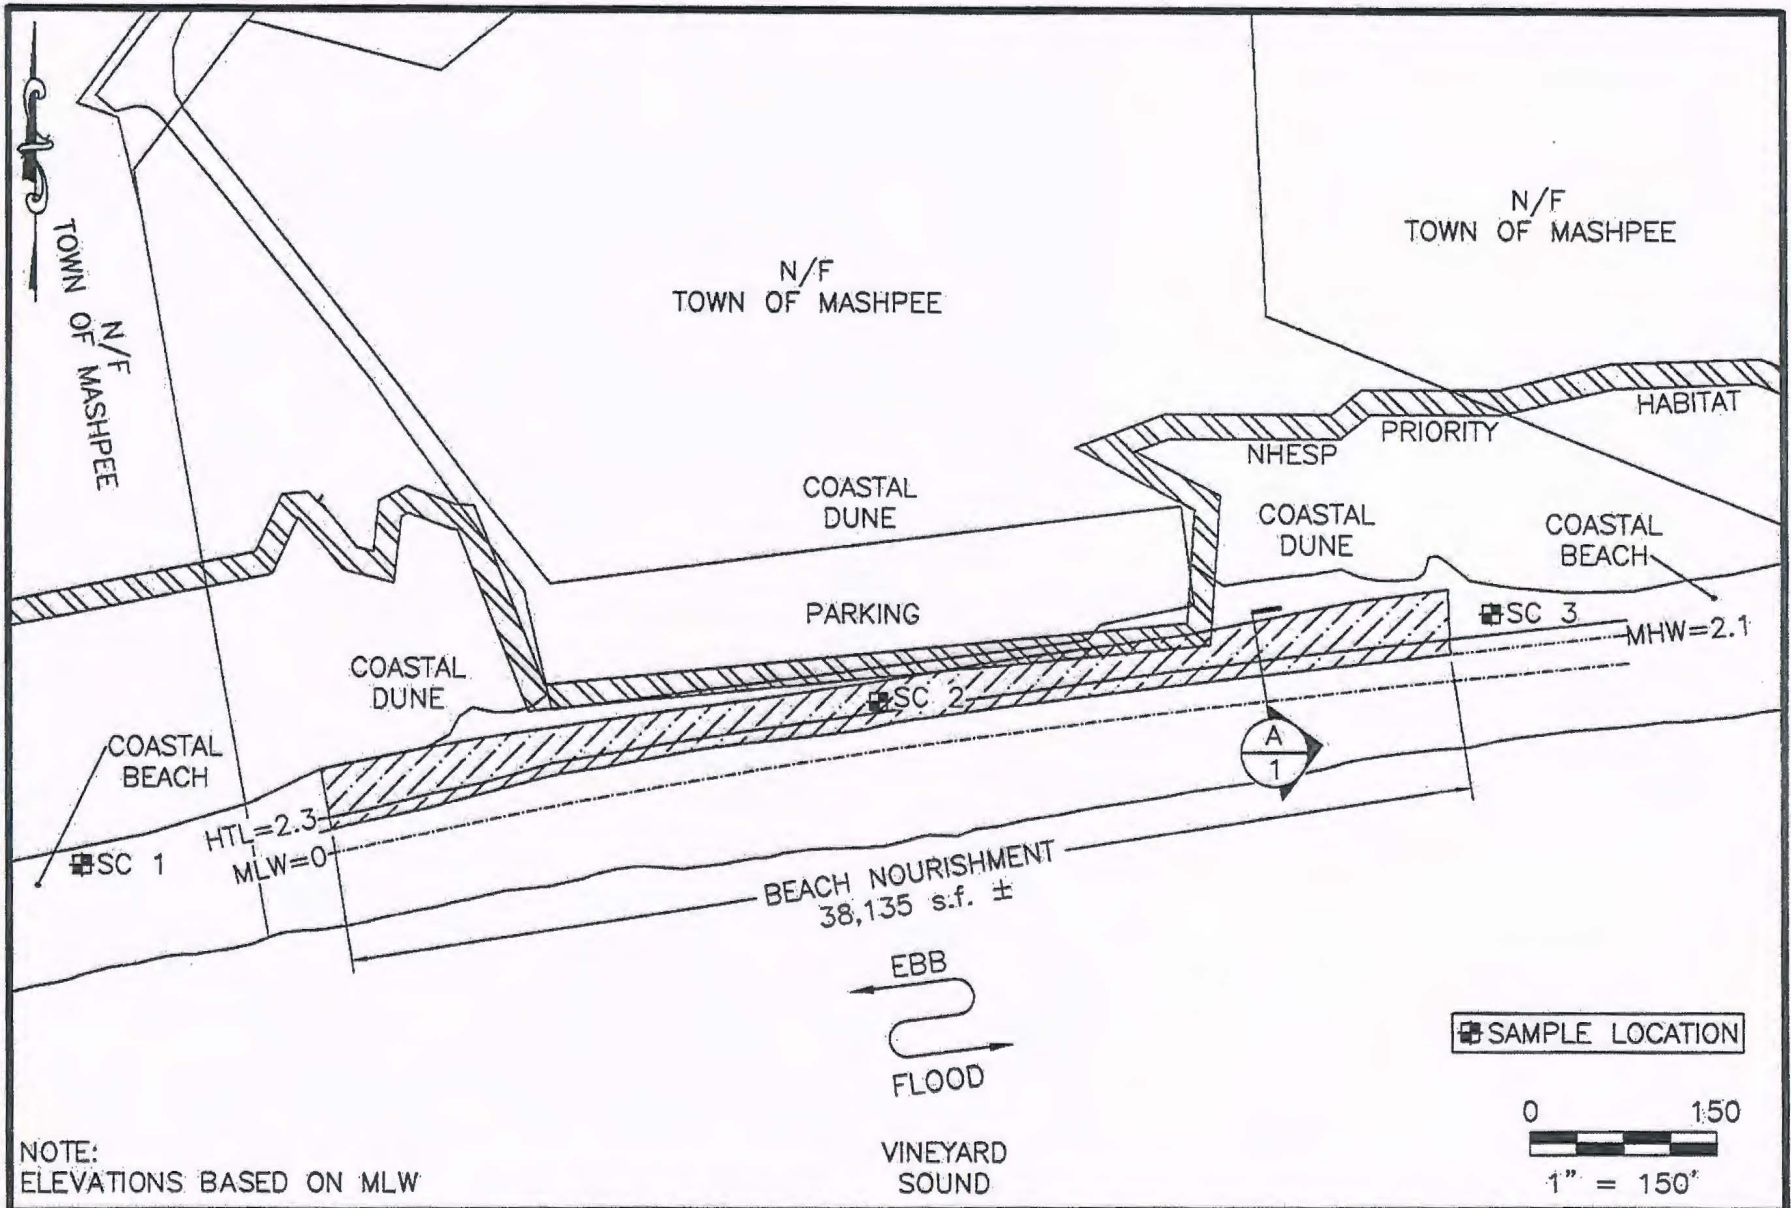 N/F
TOWN OF MASHPEE
N/F
TOWN OF MASHPEE
N/F
TOWN OF MASHPEE
HABITAT
PRIORITY
NHESP
COASTAL
DUNE
COASTAL
DUNE
COASTAL
BEACH
PARKING
SC 3
MHW=2.1
COASTAL
DUNE
SC 2
COASTAL
BEACH
A
1
HTL=2.3
MLW=0
SC 1
BEACH NOURISHMENT
38,135 s.f. ±
EBB
FLOOD
SAMPLE LOCATION
0 150
1" = 150'
NOTE:
ELEVATIONS BASED ON MLW
VINEYARD
SOUND